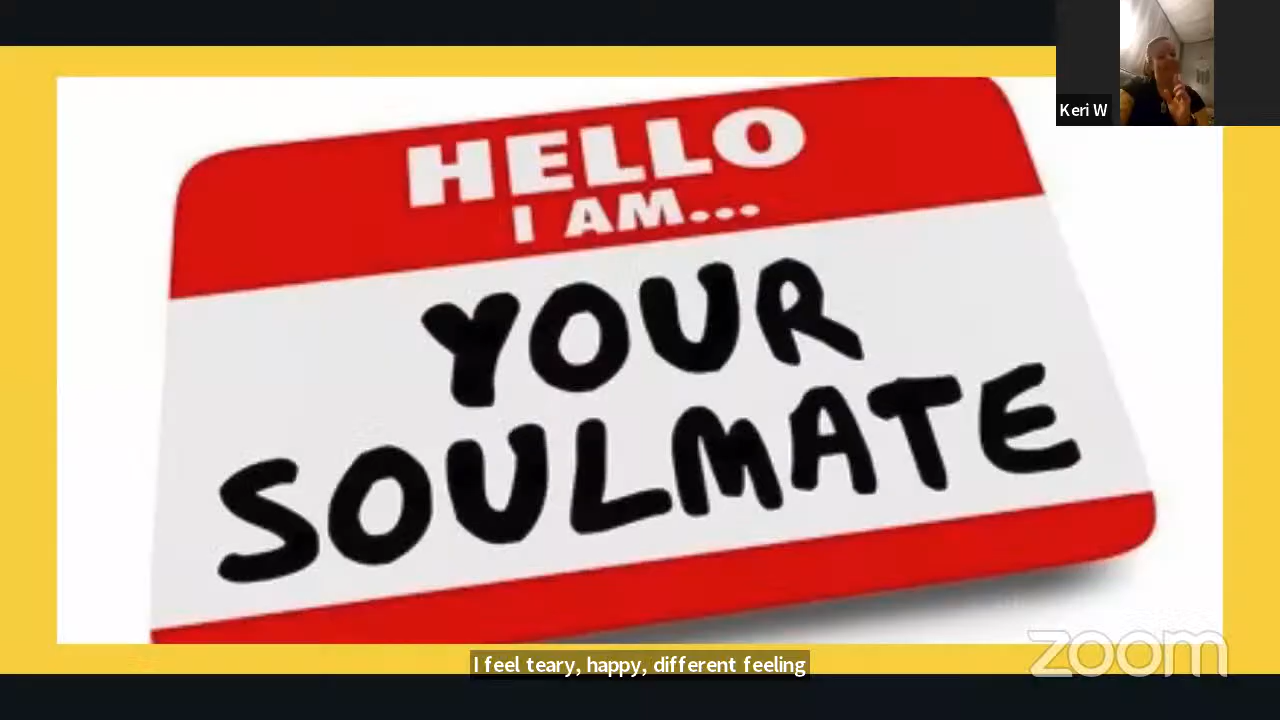 Keri W
HELLO
I AM...
YOUR
SOULMATE
I feel teary, happy, different feeling
zoom